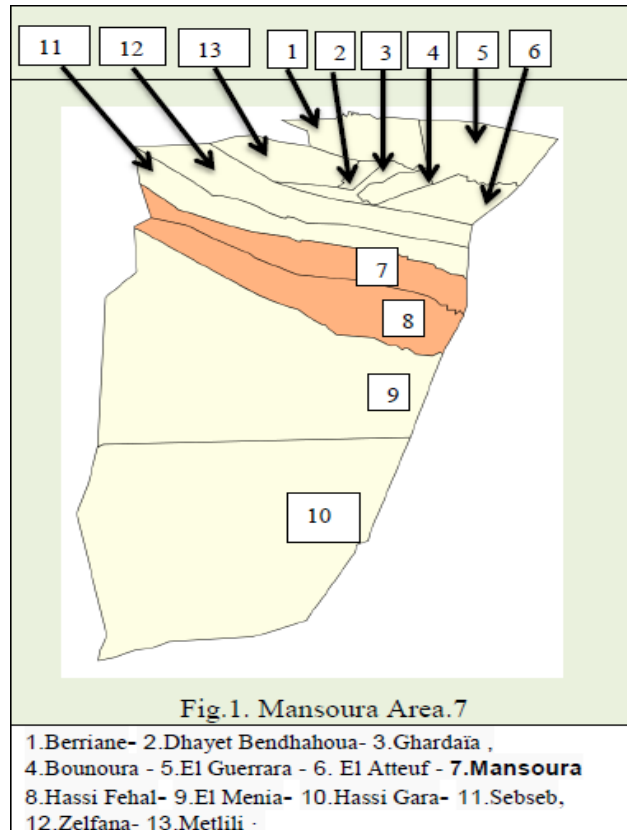 11 12 13 1 2 3 4 5 6
7
8
9
10
Fig.1. Mansoura Area.7
1.Berriane- 2.Dhayet Bendhahoua- 3.Ghardaïa ,
4.Bounoura - 5.El Guerrara - 6. El Atteuf - 7.Mansoura
8.Hassi Fehal- 9.El Menia- 10.Hassi Gara- 11.Sebseb,
12.Zelfana- 13.Metlili .